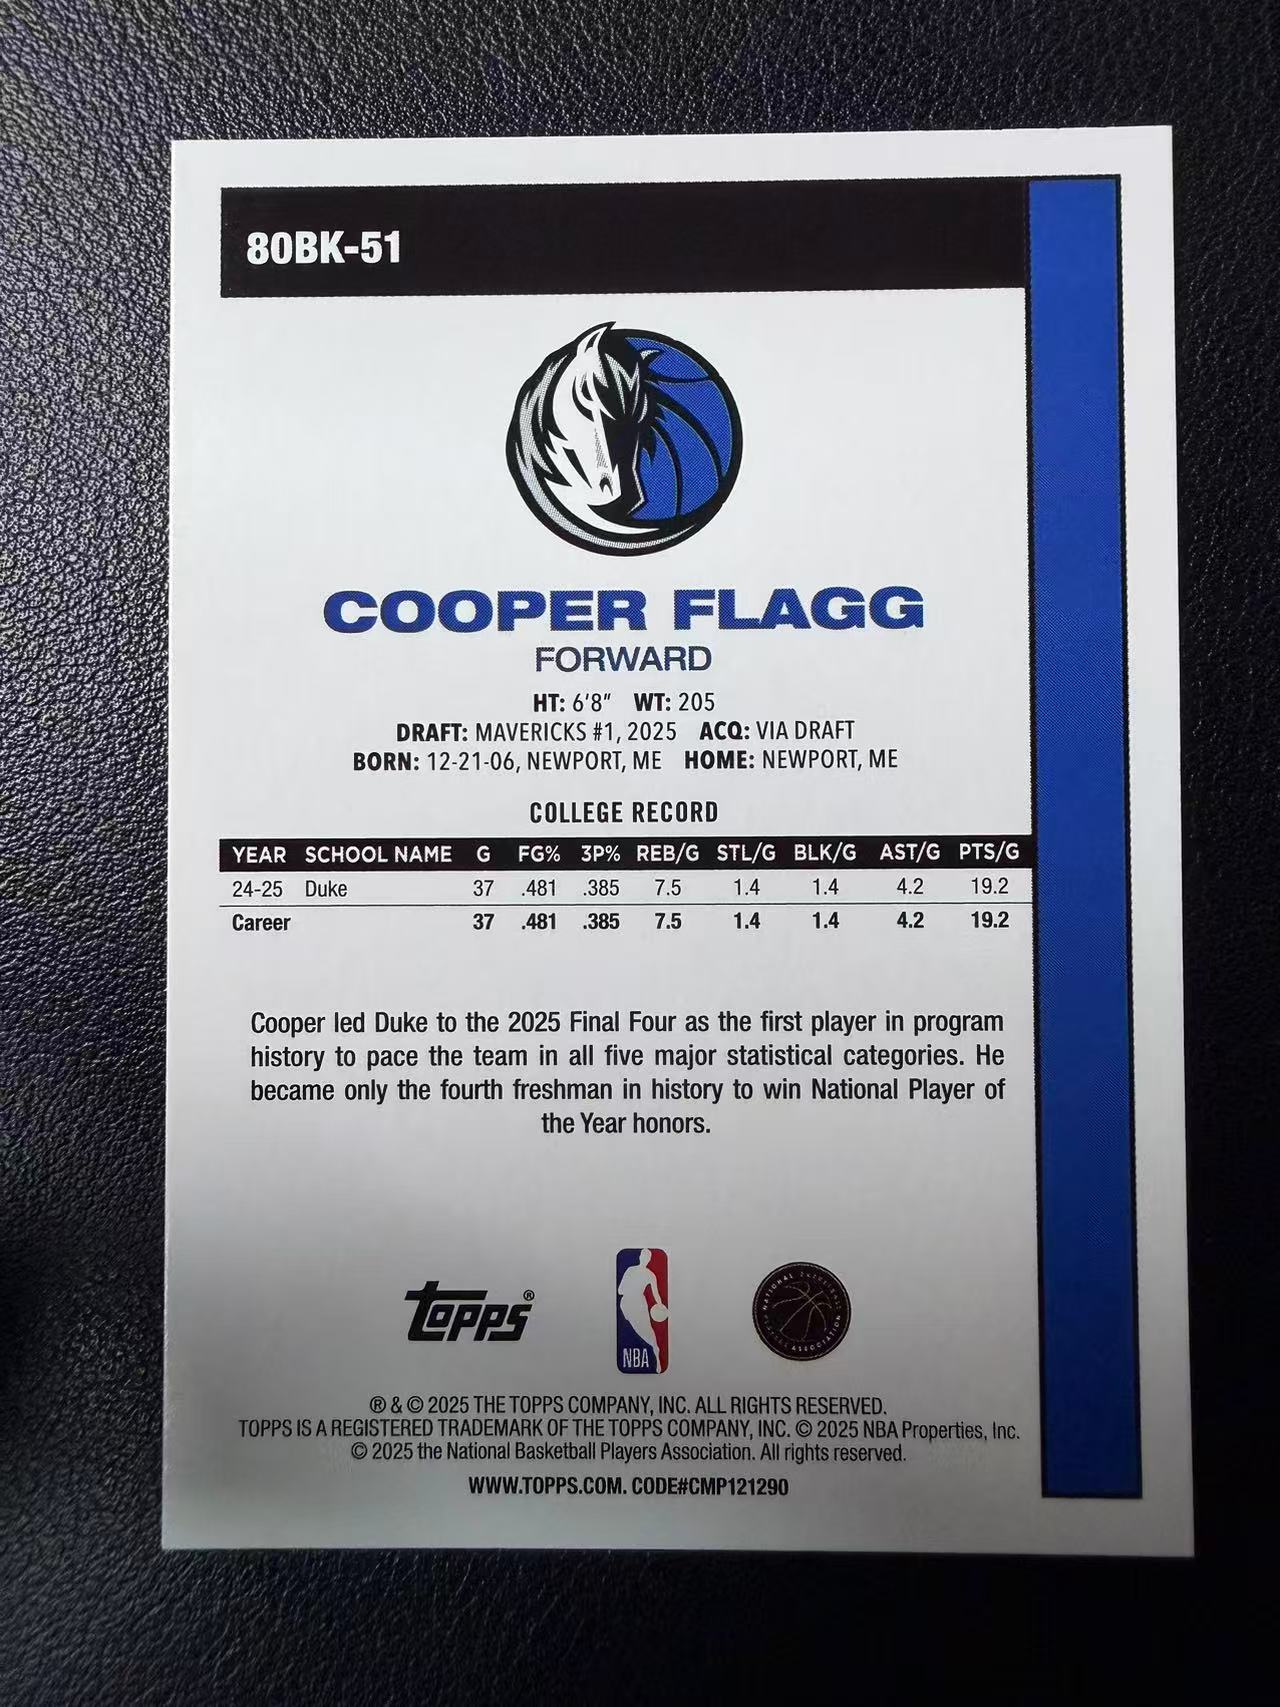 80BK-51
COOPER FLAGG
FORWARD
HT: 6'8" WT: 205
DRAFT: MAVERICKS #1, 2025 ACQ: VIA DRAFT
BORN: 12-21-06, NEWPORT, ME HOME: NEWPORT, ME
COLLEGE RECORD
YEAR SCHOOL NAME G FG% 3P% REB/G STL/G BLK/G AST/G PTS/G
24-25 Duke 37 .481 .385 7.5 1.4 1.4 4.2 19.2
Career 37 .481 .385 7.5 1.4 1.4 4.2 19.2
Cooper led Duke to the 2025 Final Four as the first player in program
history to pace the team in all five major statistical categories. He
became only the fourth freshman in history to win National Player of
the Year honors.
topps®
NBA
NATIONAL BASKETBALL PLAYERS ASSOCIATION
® & © 2025 THE TOPPS COMPANY, INC. ALL RIGHTS RESERVED.
TOPPS IS A REGISTERED TRADEMARK OF THE TOPPS COMPANY, INC. © 2025 NBA Properties, Inc.
© 2025 the National Basketball Players Association. All rights reserved.
WWW.TOPPS.COM. CODE#CMP121290